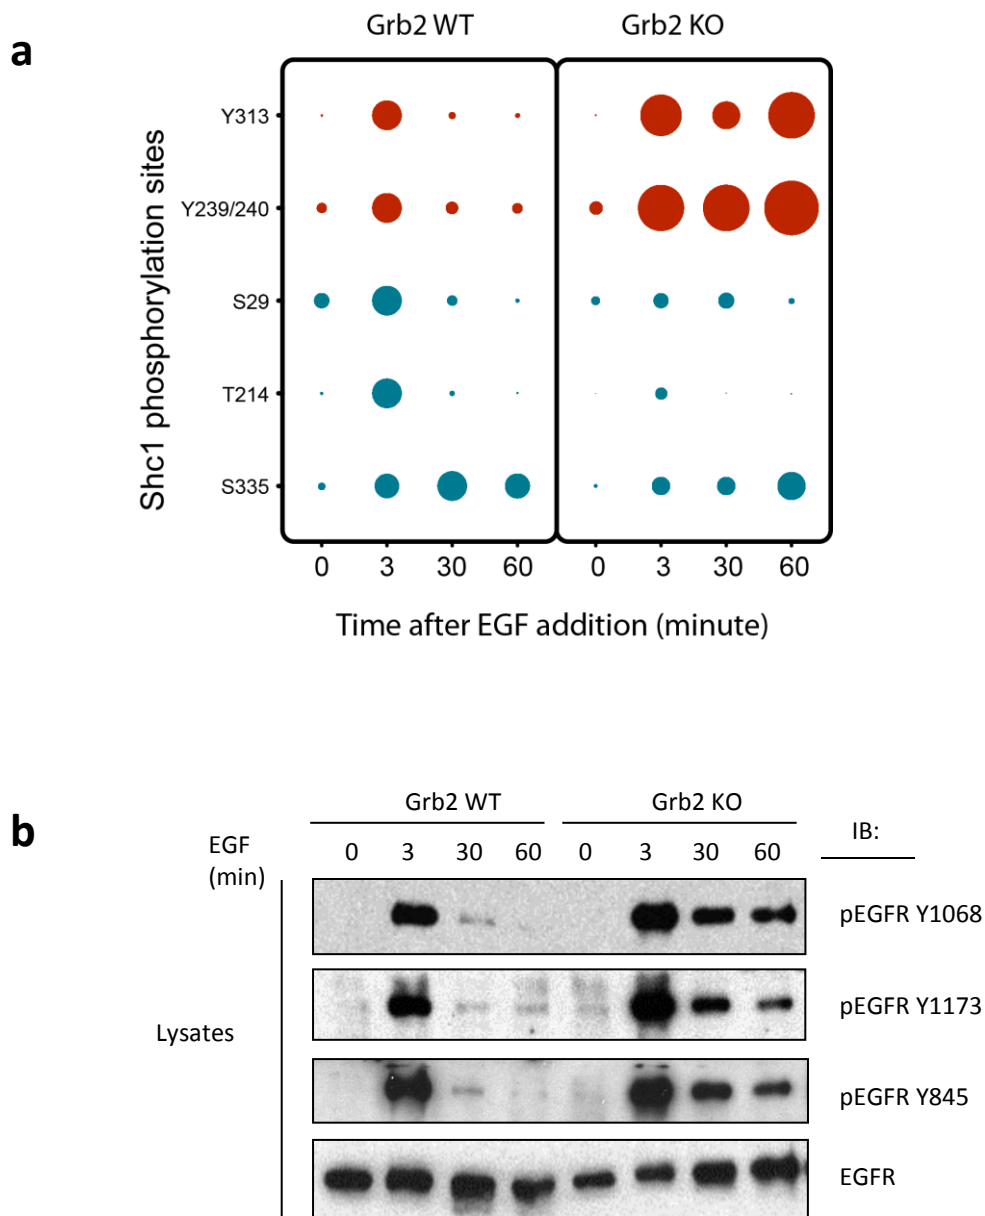 a
Grb2 WT Grb2 KO
Shc1 phosphorylation sites
Y313
Y239/240
S29
T214
S335
0 3 30 60 0 3 30 60
Time after EGF addition (minute)
b
Grb2 WT Grb2 KO
EGF (min)
0 3 30 60 0 3 30 60
IB:
Lysates
pEGFR Y1068
pEGFR Y1173
pEGFR Y845
EGFR